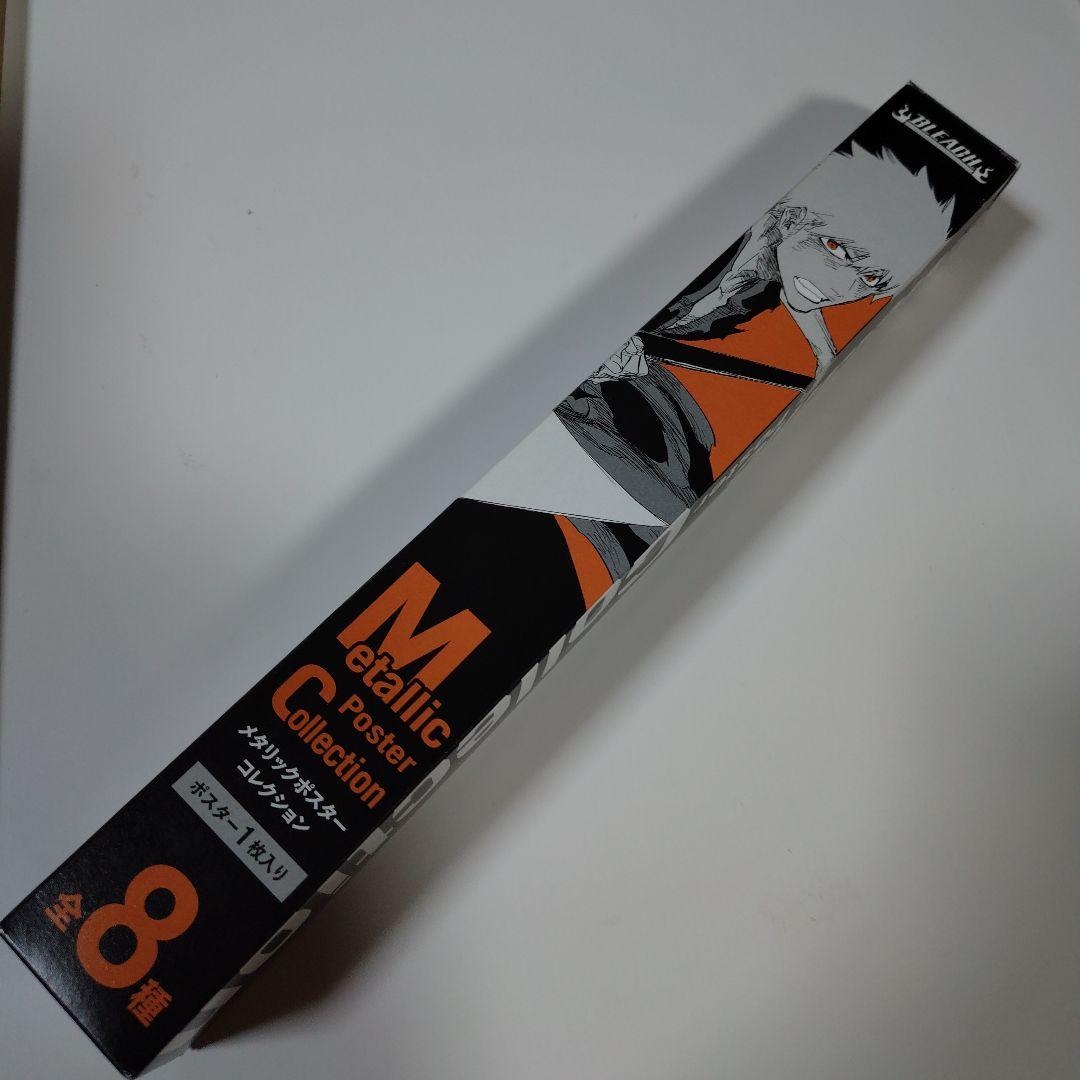 BLEACH
Metallic
Poster
Collection
メタリックポスター
コレクション
ポスター1枚入り
全8種